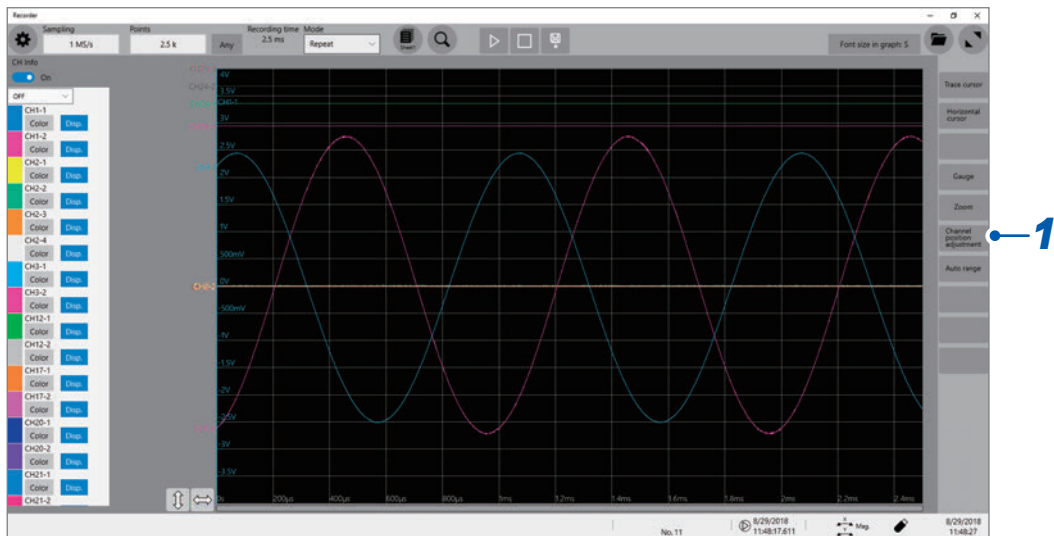 Recorder
Sampling
Points
Recording time
Mode
1 MS/s
2.5 k
Any
2.5 ms
Repeat
Font size in graph: S
CH Info
On
OFF
CH1-1
Color Disp.
CH1-2
Color Disp.
CH2-1
Color Disp.
CH2-2
Color Disp.
CH2-3
Color Disp.
CH2-4
Color Disp.
CH3-1
Color Disp.
CH3-2
Color Disp.
CH12-1
Color Disp.
CH12-2
Color Disp.
CH17-1
Color Disp.
CH17-2
Color Disp.
CH20-1
Color Disp.
CH20-2
Color Disp.
CH21-1
Color Disp.
CH21-2
4V
3.5V
CH1-1
3V
2.5V
2V
1.5V
1V
500mV
0V
-500mV
-1V
-1.5V
-2V
-2.5V
-3V
-3.5V
0s 200μs 400μs 600μs 800μs 1ms 1.2ms 1.4ms 1.6ms 1.8ms 2ms 2.2ms 2.4ms
Trace cursor
Horizontal
cursor
Gauge
Zoom
Channel
position
adjustment
Auto range
1
No. 11
8/29/2018
11:48:17.611
X
Y
Mag.
8/29/2018
11:48:27